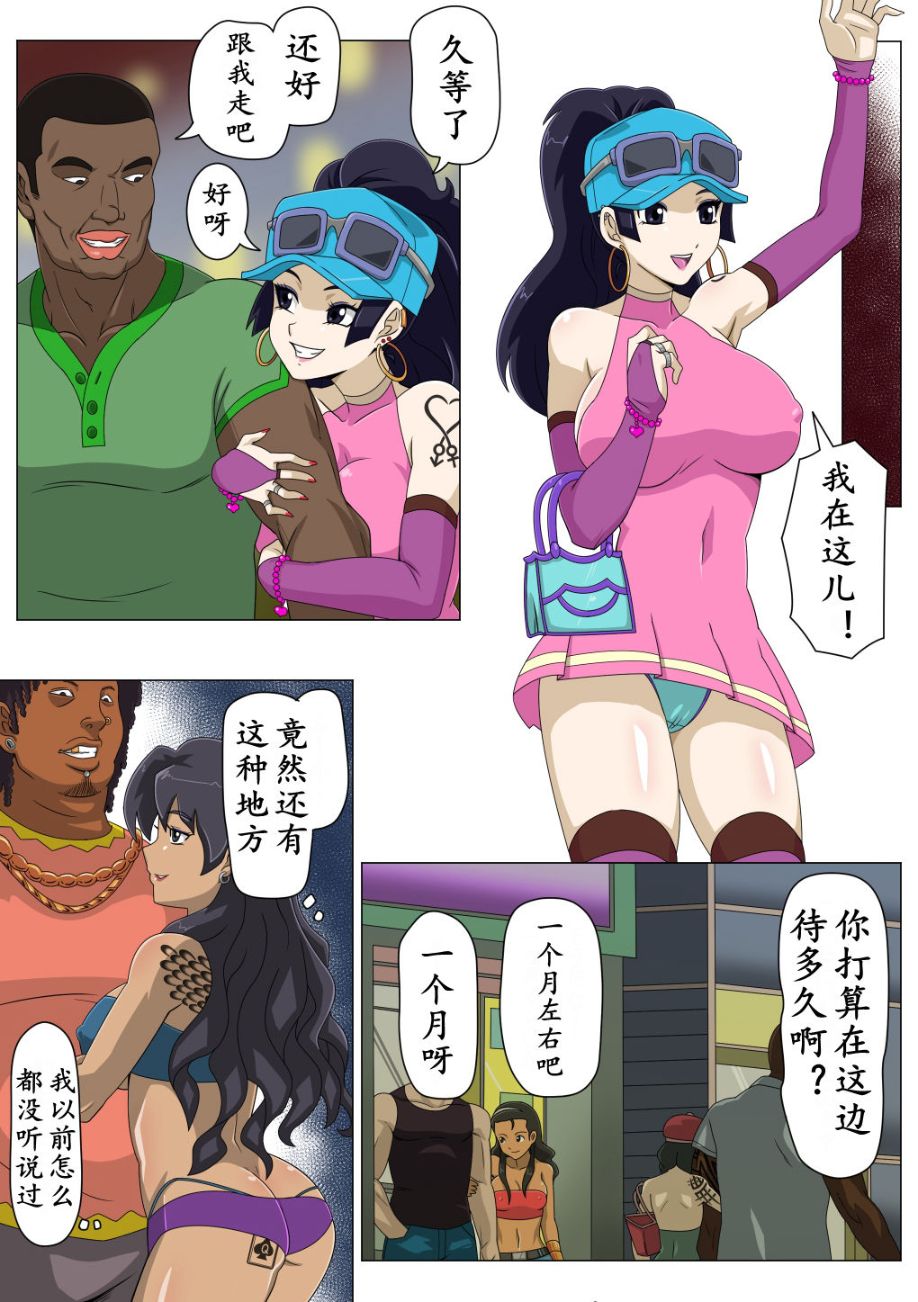 我在这儿！
久等了
还好
跟我走吧
好呀
你打算在这边
待多久啊？
一个月左右吧
一个月呀
竟然还有
这种地方
我以前怎么
都没听说过
Q